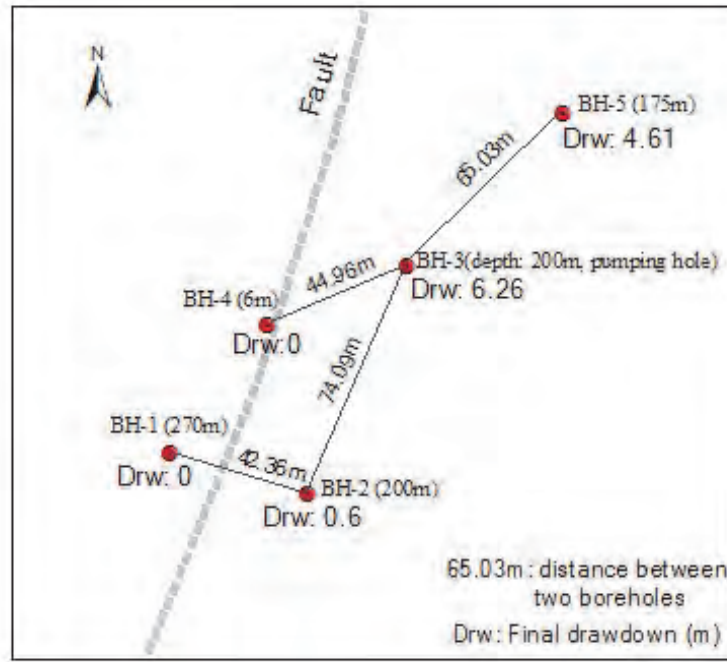 N
Fault
BH-5 (175m)
Drw: 4.61
65.03m
BH-3(depth: 200m, pumping hole)
Drw: 6.26
44.96m
BH-4 (6m)
Drw:0
74.09m
BH-1 (270m)
Drw: 0
42.36m
BH-2 (200m)
Drw: 0.6
65.03m: distance between
two boreholes
Drw: Final drawdown (m)